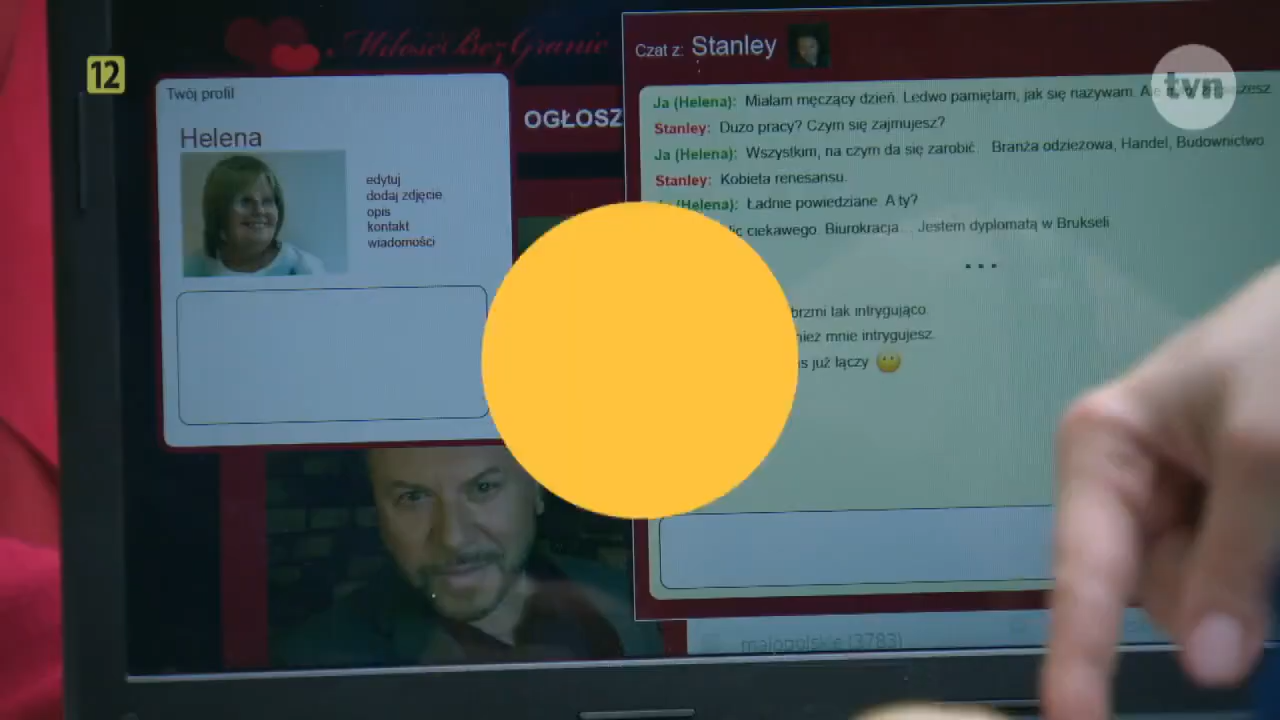 12
tvn
Miłości Bez Granic
Twój profil
Helena
edytuj
dodaj zdjęcie
opis
kontakt
wiadomości
OGŁOSZ
Czat z: Stanley
Ja (Helena): Miałam męczący dzień. Ledwo pamiętam, jak się nazywam.
Stanley: Dużo pracy? Czym się zajmujesz?
Ja (Helena): Wszystkim, na czym da się zarobić. Branża odzieżowa, Handel, Budownictwo
Stanley: Kobieta renesansu.
(Helena): Ładnie powiedziane. A ty?
ic ciekawego. Biurokracja... Jestem dyplomatą w Brukseli
...
brzmi tak intrygująco.
nież mnie intrygujesz.
s już łączy 😶
małopolskie (3783)